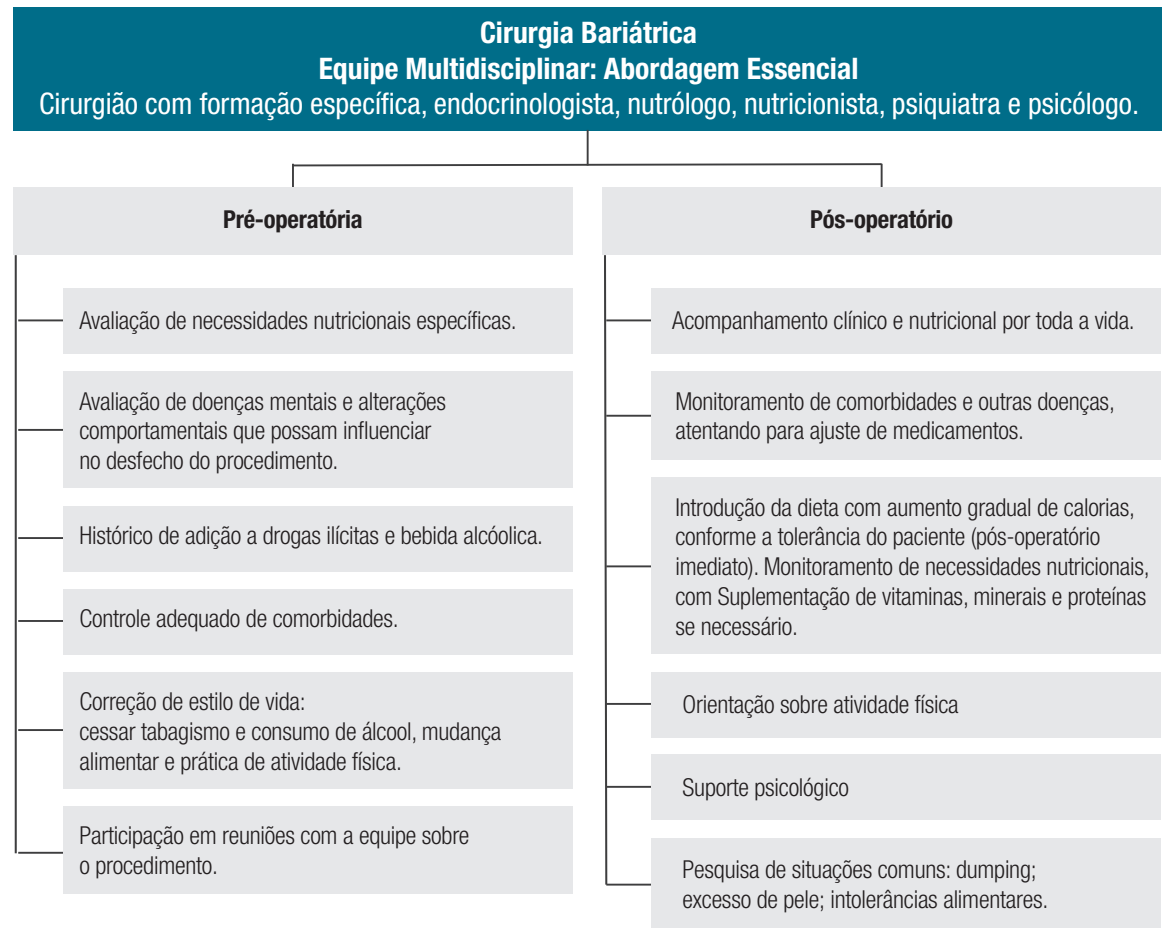 Cirurgia Bariátrica
Equipe Multidisciplinar: Abordagem Essencial
Cirurgião com formação específica, endocrinologista, nutrólogo, nutricionista, psiquiatra e psicólogo.
Pré-operatória
Avaliação de necessidades nutricionais específicas.
Avaliação de doenças mentais e alterações
comportamentais que possam influenciar
no desfecho do procedimento.
Histórico de adição a drogas ilícitas e bebida alcóolica.
Controle adequado de comorbidades.
Correção de estilo de vida:
cessar tabagismo e consumo de álcool, mudança
alimentar e prática de atividade física.
Participação em reuniões com a equipe sobre
o procedimento.
Pós-operatório
Acompanhamento clínico e nutricional por toda a vida.
Monitoramento de comorbidades e outras doenças,
atentando para ajuste de medicamentos.
Introdução da dieta com aumento gradual de calorias,
conforme a tolerância do paciente (pós-operatório
imediato). Monitoramento de necessidades nutricionais,
com Suplementação de vitaminas, minerais e proteínas
se necessário.
Orientação sobre atividade física
Suporte psicológico
Pesquisa de situações comuns: dumping;
excesso de pele; intolerâncias alimentares.